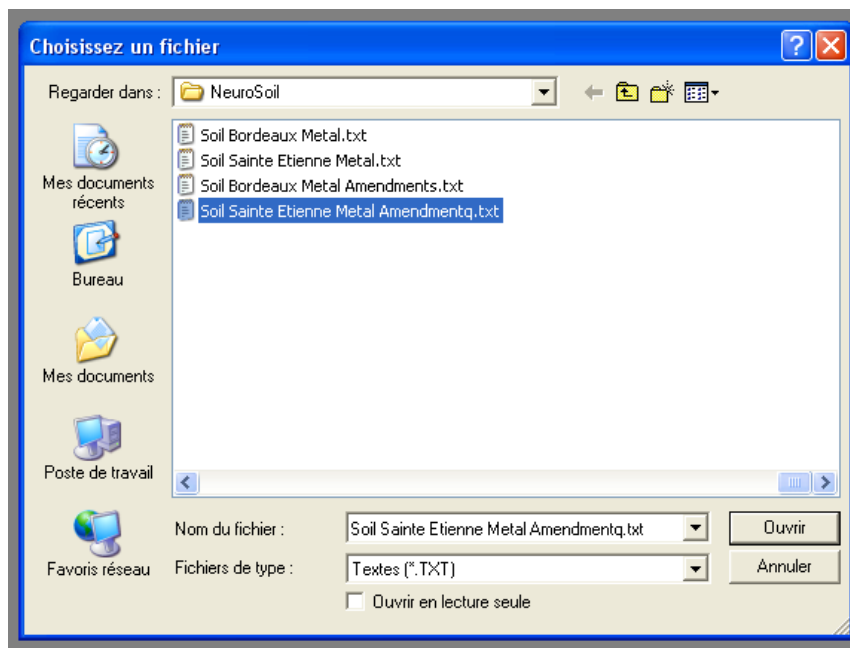 Choisissez un fichier
Regarder dans :
NeuroSoil
Mes documents
récents
Bureau
Mes documents
Poste de travail
Favoris réseau
Soil Bordeaux Metal.txt
Soil Sainte Etienne Metal.txt
Soil Bordeaux Metal Amendments.txt
Soil Sainte Etienne Metal Amendmentq.txt
Nom du fichier :
Soil Sainte Etienne Metal Amendmentq.txt
Ouvrir
Fichiers de type :
Textes (*.TXT)
Annuler
Ouvrir en lecture seule